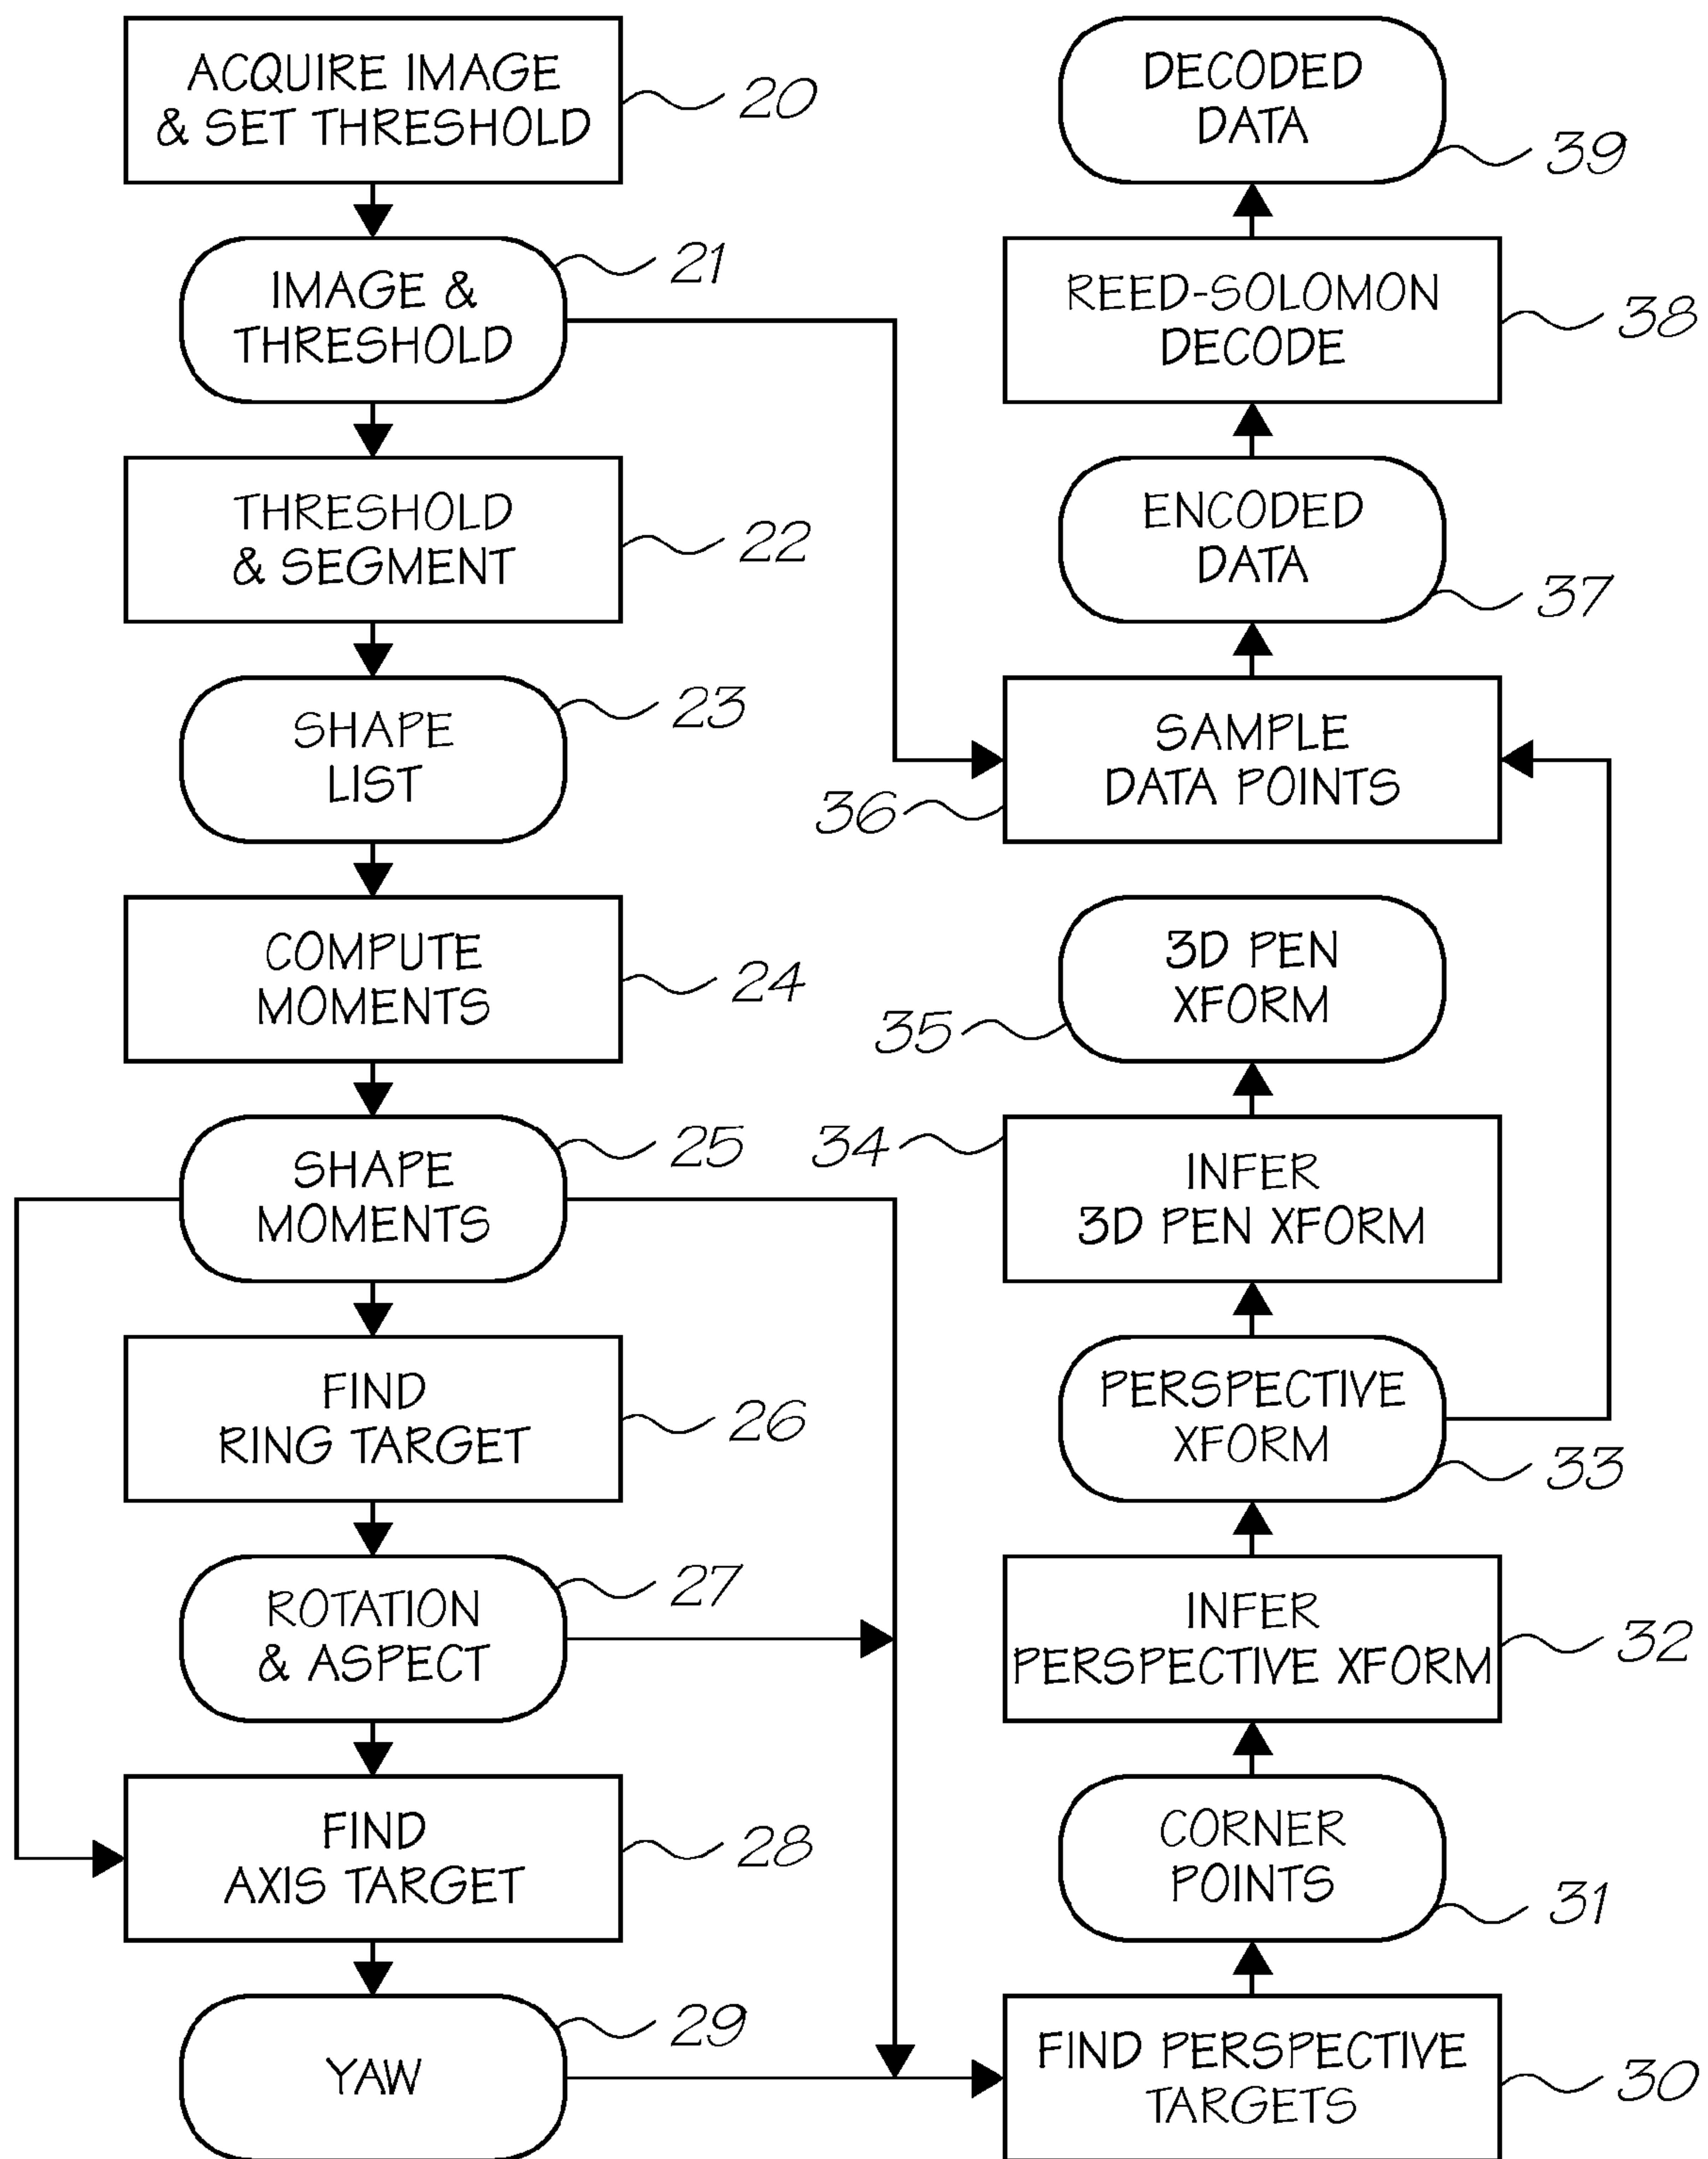 ACQUIRE IMAGE
& SET THRESHOLD
20
IMAGE &
THRESHOLD
21
THRESHOLD
& SEGMENT
22
SHAPE
LIST
23
COMPUTE
MOMENTS
24
SHAPE
MOMENTS
25
FIND
RING TARGET
26
ROTATION
& ASPECT
27
FIND
AXIS TARGET
28
YAW
29
DECODED
DATA
39
REED-SOLOMON
DECODE
38
ENCODED
DATA
37
SAMPLE
DATA POINTS
36
3D PEN
XFORM
35
INFER
3D PEN XFORM
34
PERSPECTIVE
XFORM
33
INFER
PERSPECTIVE XFORM
32
CORNER
POINTS
31
FIND PERSPECTIVE
TARGETS
30